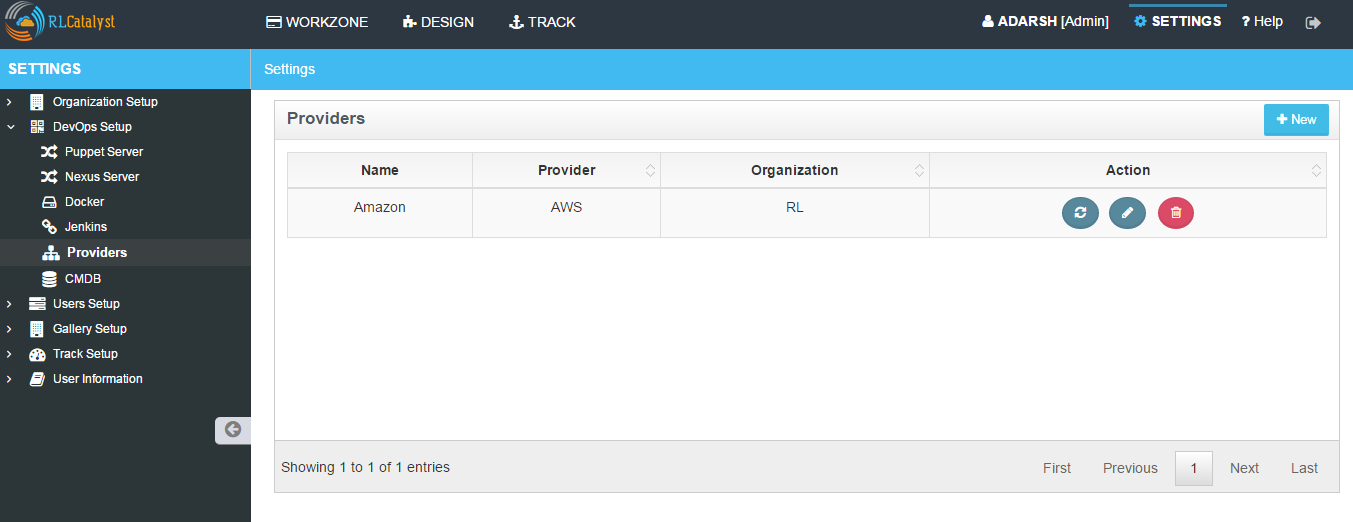 RLCatalyst WORKZONE DESIGN TRACK ADARSH [Admin] SETTINGS ? Help
SETTINGS
Settings
Organization Setup
DevOps Setup
Puppet Server
Nexus Server
Docker
Jenkins
Providers
CMDB
Users Setup
Gallery Setup
Track Setup
User Information
Providers + New
Name Provider Organization Action
Amazon AWS RL
Showing 1 to 1 of 1 entries First Previous 1 Next Last